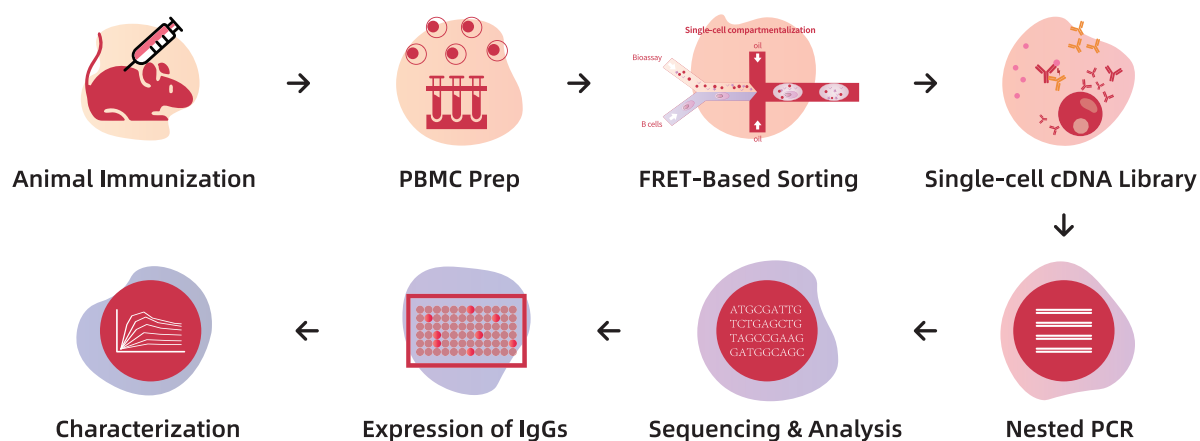 Single-cell compartmentalization
oil
Bioassay
B cells
oil
Animal Immunization
PBMC Prep
FRET-Based Sorting
Single-cell cDNA Library
ATGCGATTG
TCTGAGCTG
TAGCCGAAG
GATGGCAGC
Characterization
Expression of IgGs
Sequencing & Analysis
Nested PCR